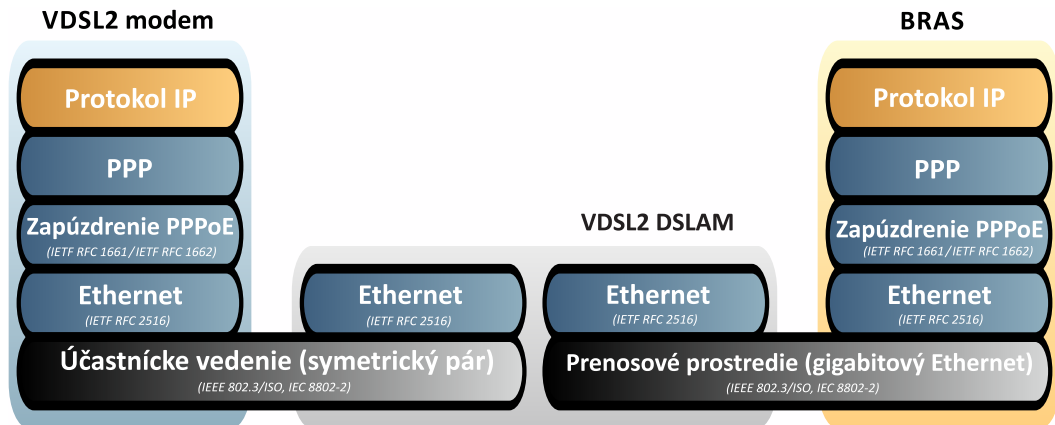 VDSL2 modem
Protokol IP
PPP
Zapúzdrenie PPPoE
(IETF RFC 1661/IETF RFC 1662)
Ethernet
(IETF RFC 2516)
VDSL2 DSLAM
Ethernet
(IETF RFC 2516)
Ethernet
(IETF RFC 2516)
BRAS
Protokol IP
PPP
Zapúzdrenie PPPoE
(IETF RFC 1661/IETF RFC 1662)
Ethernet
(IETF RFC 2516)
Účastnícke vedenie (symetrický pár)
(IEEE 802.3/ISO, IEC 8802-2)
Prenosové prostredie (gigabitový Ethernet)
(IEEE 802.3/ISO, IEC 8802-2)